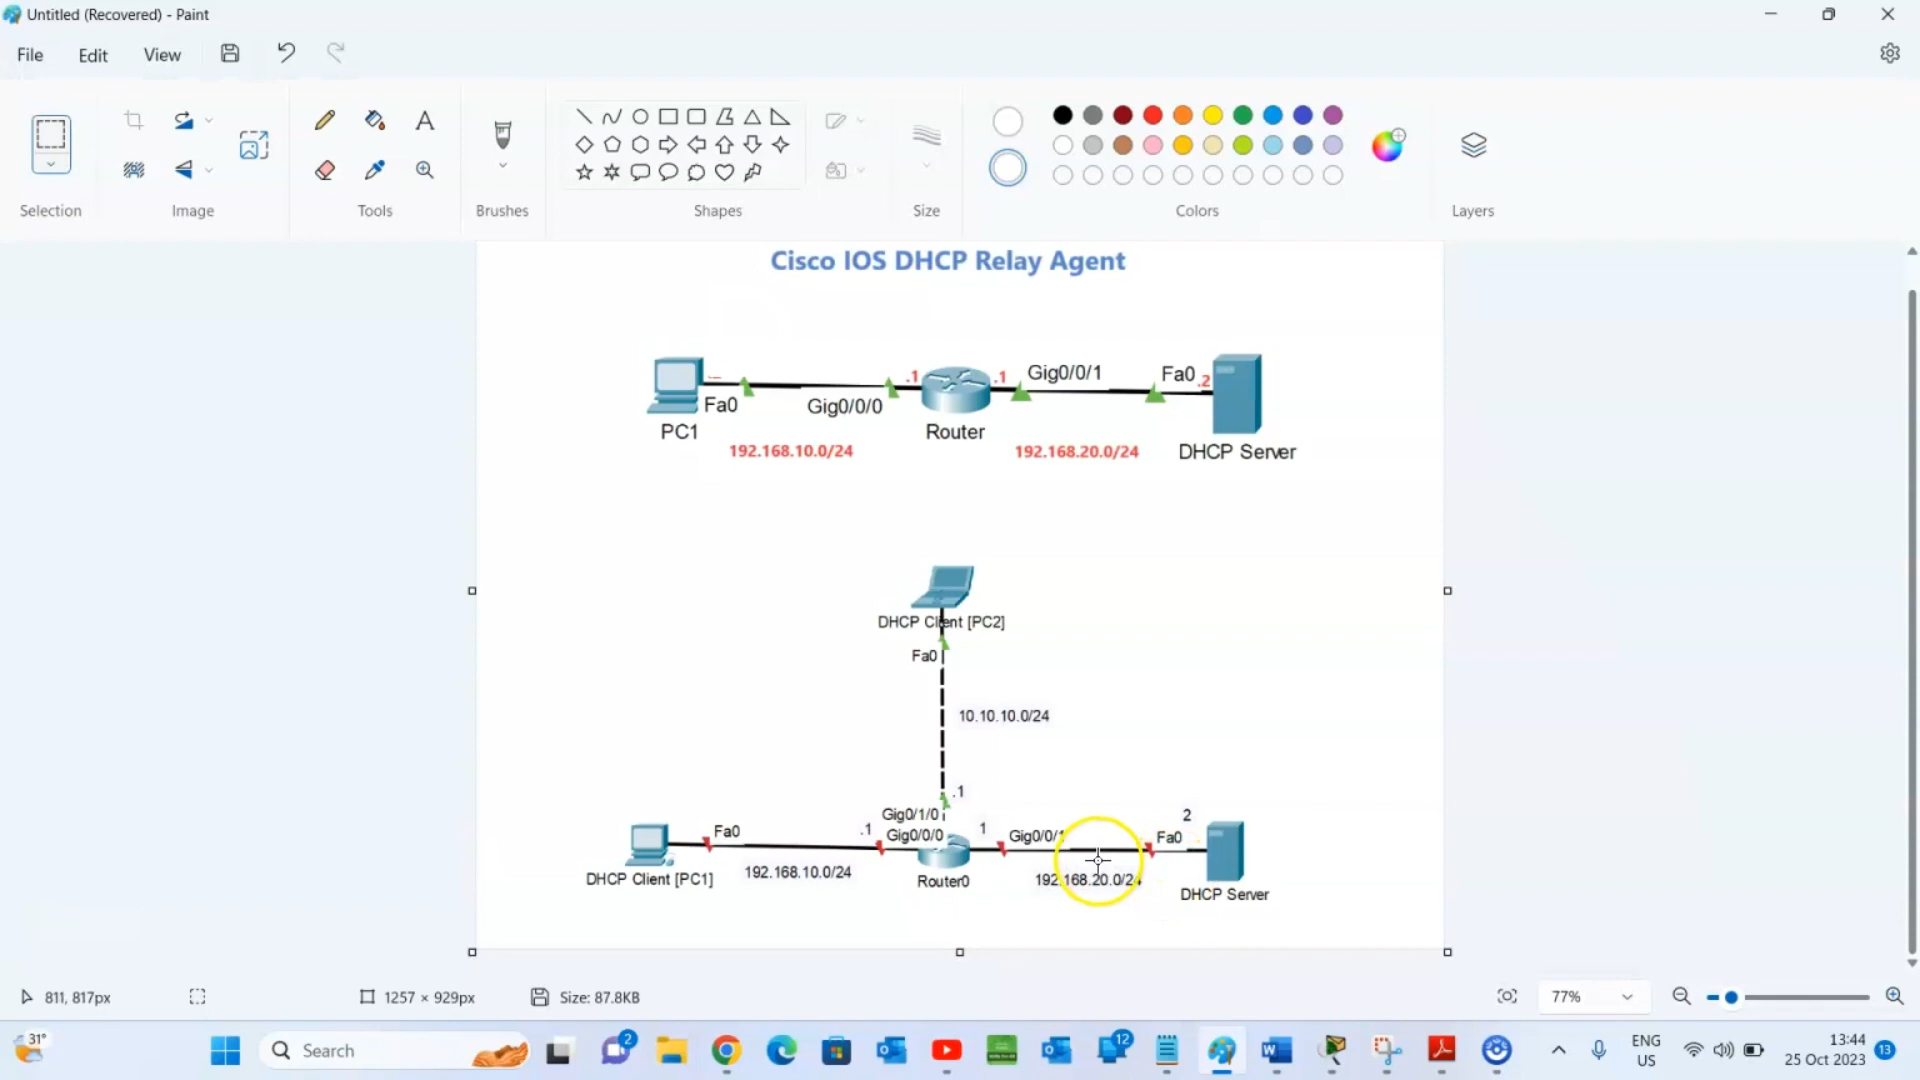 Untitled (Recovered) - Paint
File Edit View
Selection Image Tools Brushes Shapes Size Colors Layers
Cisco IOS DHCP Relay Agent
.1 .1 Gig0/0/1 Fa0 .2
Fa0 Gig0/0/0
PC1 Router DHCP Server
192.168.10.0/24 192.168.20.0/24
DHCP Client [PC2]
Fa0
10.10.10.0/24
.1
Gig0/1/0 2
Fa0 .1 Gig0/0/0 1 Gig0/0/1 Fa0
192.168.10.0/24 192.168.20.0/24
DHCP Client [PC1] Router0 DHCP Server
811, 817px 1257 × 929px Size: 87.8KB 77%
31° Search 2 12 ENG 13:44
US 25 Oct 2023 13